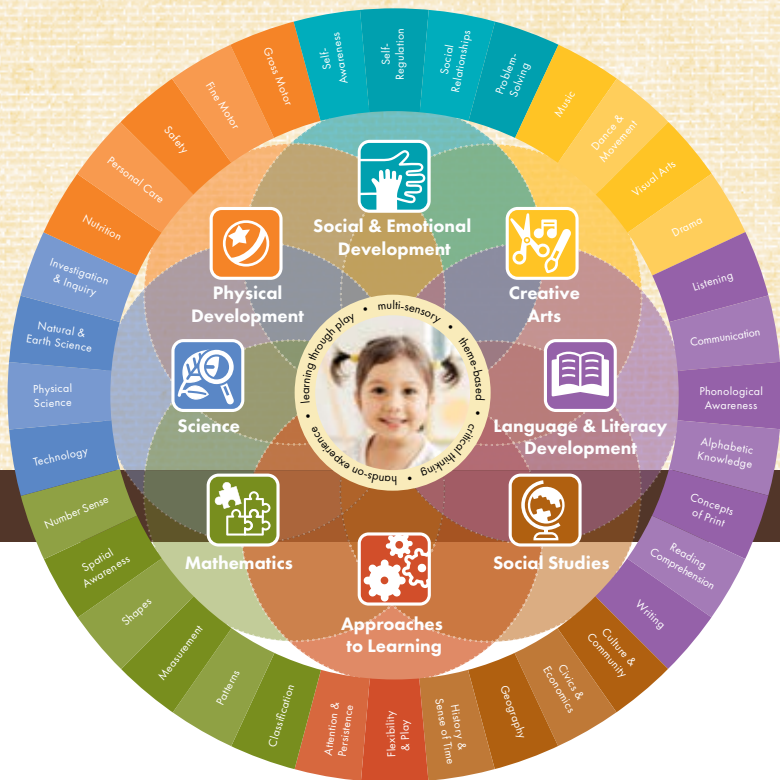 Self-
Awareness
Self-
Regulation
Social
Relationships
Problem-
Solving
Music
Dance &
Movement
Visual Arts
Drama
Listening
Communication
Phonological
Awareness
Alphabetic
Knowledge
Concepts
of Print
Reading
Comprehension
Writing
Culture &
Community
Civics &
Economics
Geography
History &
Sense of Time
Flexibility
& Play
Attention &
Persistence
Classification
Patterns
Measurement
Shapes
Spatial
Awareness
Number Sense
Technology
Physical
Science
Natural &
Earth Science
Investigation
& Inquiry
Nutrition
Personal Care
Safety
Fine Motor
Gross Motor
Social & Emotional
Development
Creative
Arts
Language & Literacy
Development
Social Studies
Approaches
to Learning
Mathematics
Science
Physical
Development
learning through play • multi-sensory • theme-based • critical thinking • hands-on experience •